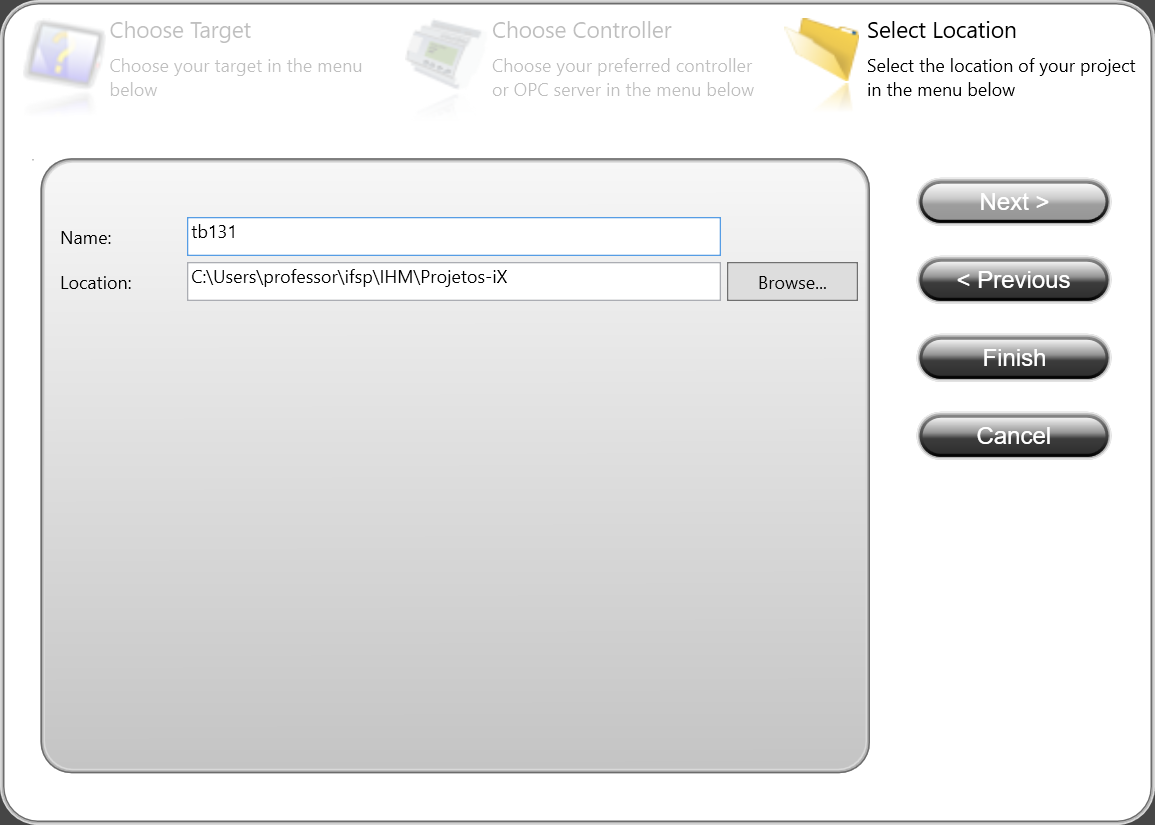 Choose Target
Choose your target in the menu
below
Choose Controller
Choose your preferred controller
or OPC server in the menu below
Select Location
Select the location of your project
in the menu below
Name:
tb131
Location:
C:\Users\professor\ifsp\IHM\Projetos-iX
Browse...
Next >
< Previous
Finish
Cancel